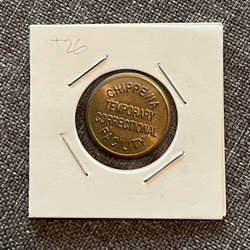 T26
CHIPPEWA
TEMPORARY
CORRECTIONAL
FACILITY